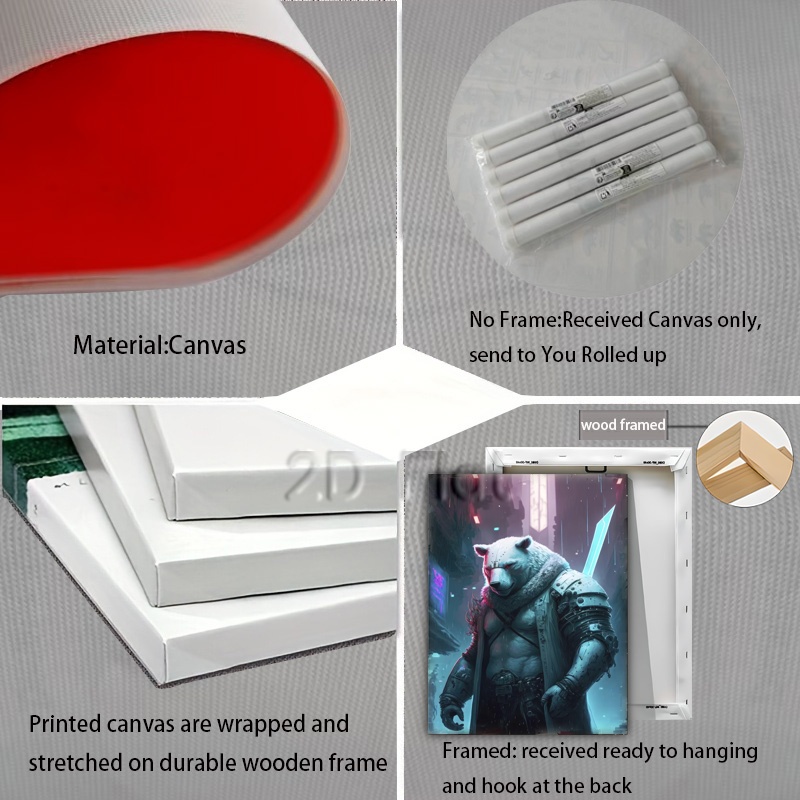 Material:Canvas
No Frame:Received Canvas only,
send to You Rolled up
2D Flat
wood framed
Printed canvas are wrapped and
stretched on durable wooden frame
Framed: received ready to hanging
and hook at the back